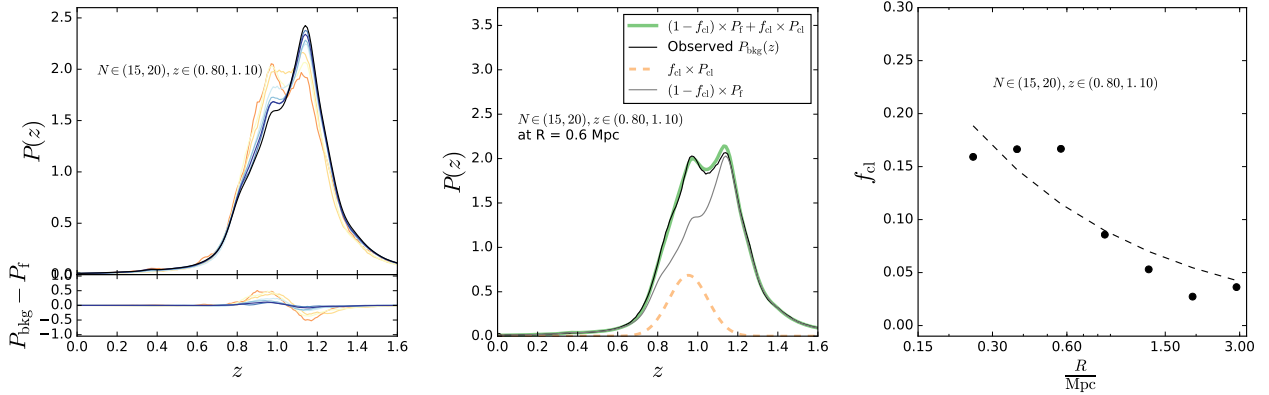 2.5
2.0
1.5
1.0
0.5
0.0
P(z)
N ∈ (15, 20), z ∈ (0.80, 1.10)
1.0
0.5
0.0
−0.5
−1.0
P_bkg − P_f
0.0 0.2 0.4 0.6 0.8 1.0 1.2 1.4 1.6
z
3.5
3.0
2.5
2.0
1.5
1.0
0.5
0.0
P(z)
(1 − f_cl) × P_f + f_cl × P_cl
Observed P_bkg(z)
f_cl × P_cl
(1 − f_cl) × P_f
N ∈ (15, 20), z ∈ (0.80, 1.10)
at R = 0.6 Mpc
0.0 0.2 0.4 0.6 0.8 1.0 1.2 1.4 1.6
z
0.30
0.25
0.20
0.15
0.10
0.05
0.00
f_cl
N ∈ (15, 20), z ∈ (0.80, 1.10)
0.15 0.30 0.60 1.50 3.00
R
Mpc